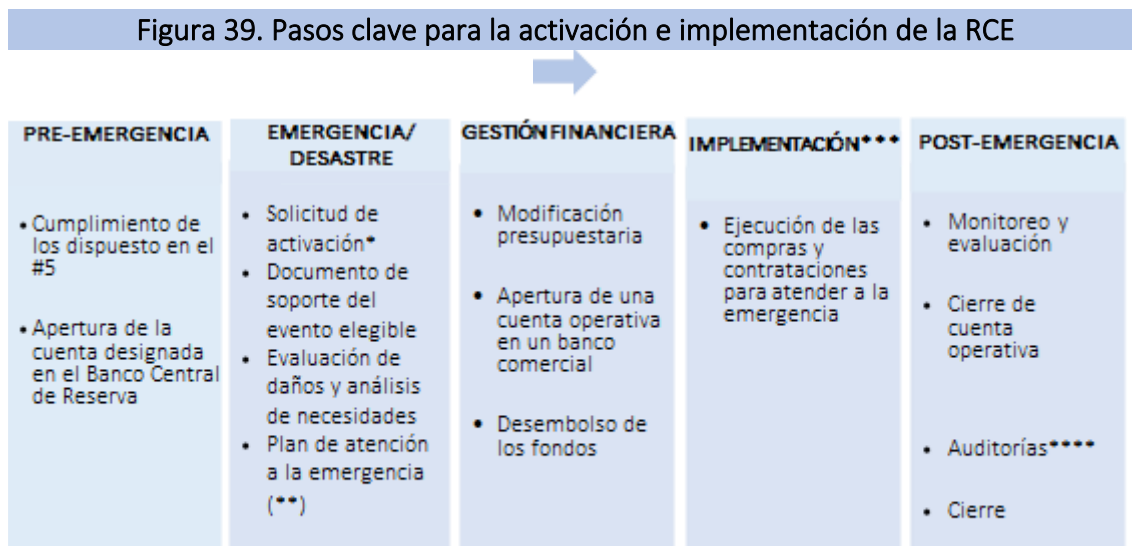 Figura 39. Pasos clave para la activación e implementación de la RCE
PRE-EMERGENCIA
• Cumplimiento de
los dispuesto en el
#5
• Apertura de la
cuenta designada
en el Banco Central
de Reserva
EMERGENCIA/
DESASTRE
• Solicitud de
activación*
• Documento de
soporte del
evento elegible
• Evaluación de
daños y análisis
de necesidades
• Plan de atención
a la emergencia
(**)
GESTIÓN FINANCIERA
• Modificación
presupuestaria
• Apertura de una
cuenta operativa
en un banco
comercial
• Desembolso de
los fondos
IMPLEMENTACIÓN***
• Ejecución de las
compras y
contrataciones
para atender a la
emergencia
POST-EMERGENCIA
• Monitoreo y
evaluación
• Cierre de
cuenta
operativa
• Auditorías****
• Cierre